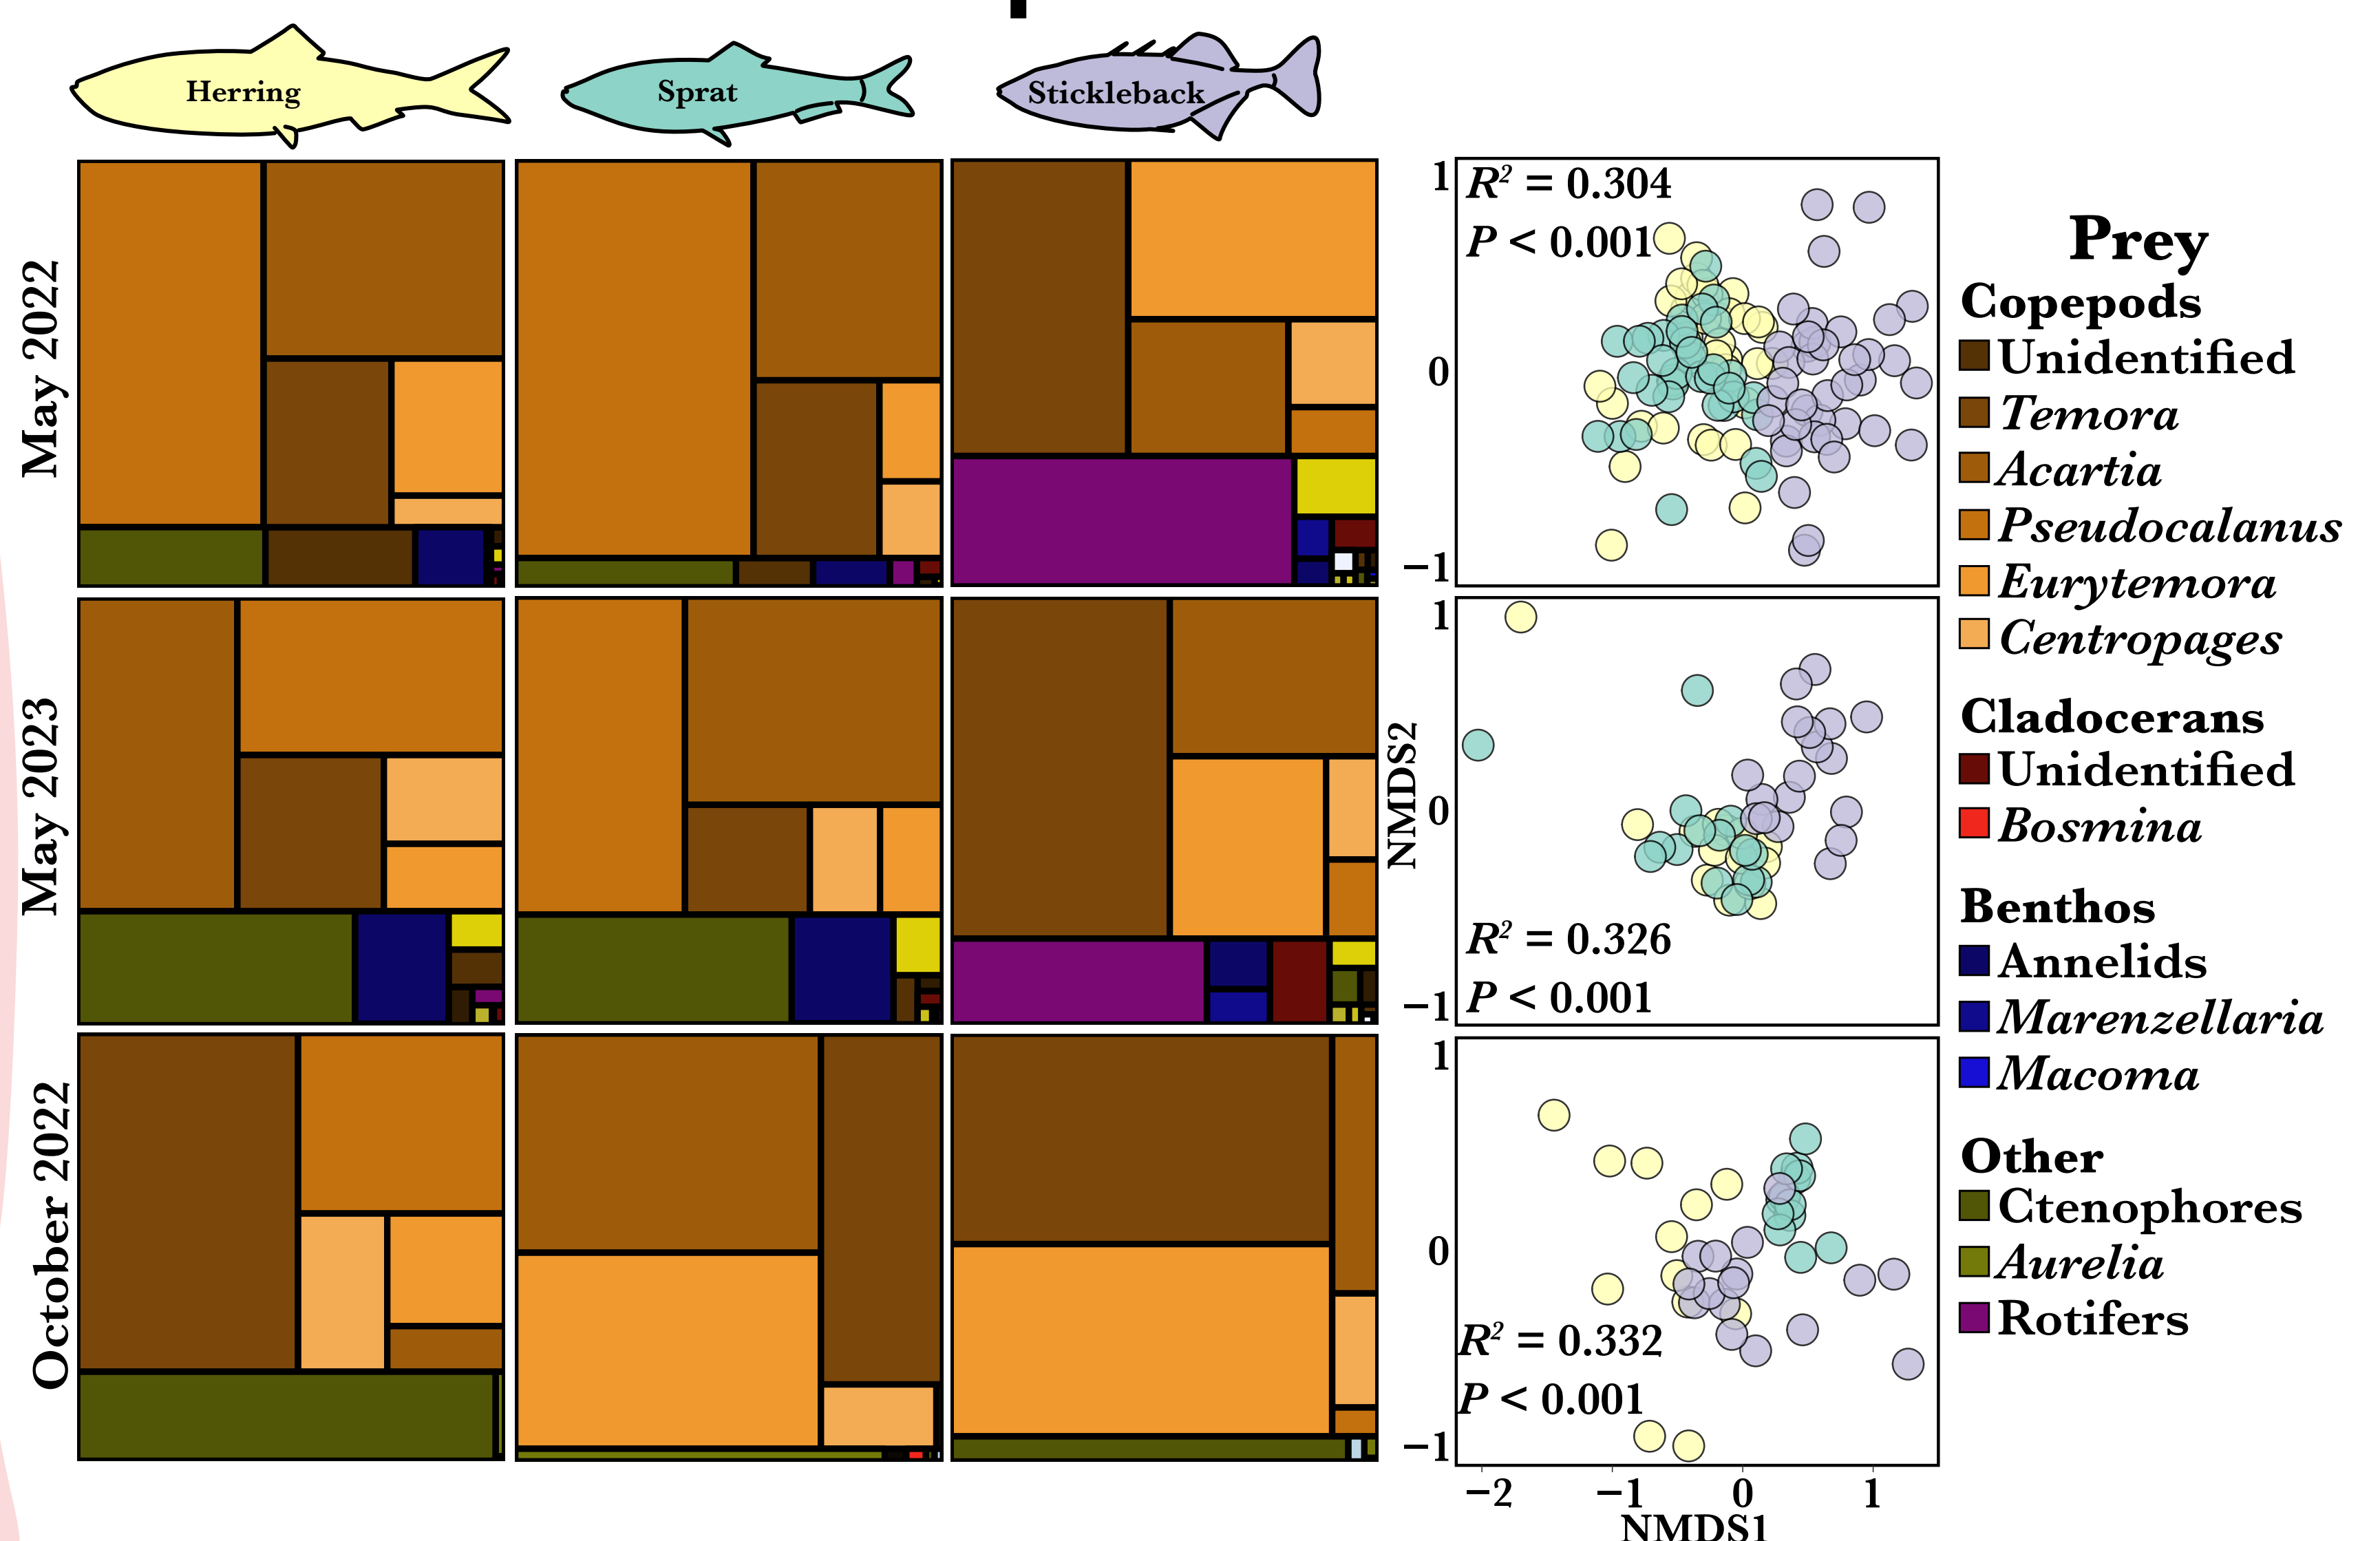 Herring
Sprat
Stickleback
May 2022
May 2023
October 2022
R² = 0.304
P < 0.001
1
0
−1
R² = 0.326
P < 0.001
1
0
−1
NMDS2
R² = 0.332
P < 0.001
1
0
−1
−2 −1 0 1
NMDS1
Prey
Copepods
Unidentified
Temora
Acartia
Pseudocalanus
Eurytemora
Centropages
Cladocerans
Unidentified
Bosmina
Benthos
Annelids
Marenzellaria
Macoma
Other
Ctenophores
Aurelia
Rotifers